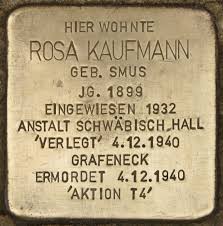 HIER WOHNTE
ROSA KAUFMANN
GEB. SMUS
JG. 1899
EINGEWIESEN 1932
ANSTALT SCHWÄBISCH HALL
'VERLEGT' 4.12.1940
GRAFENECK
ERMORDET 4.12.1940
'AKTION T4'